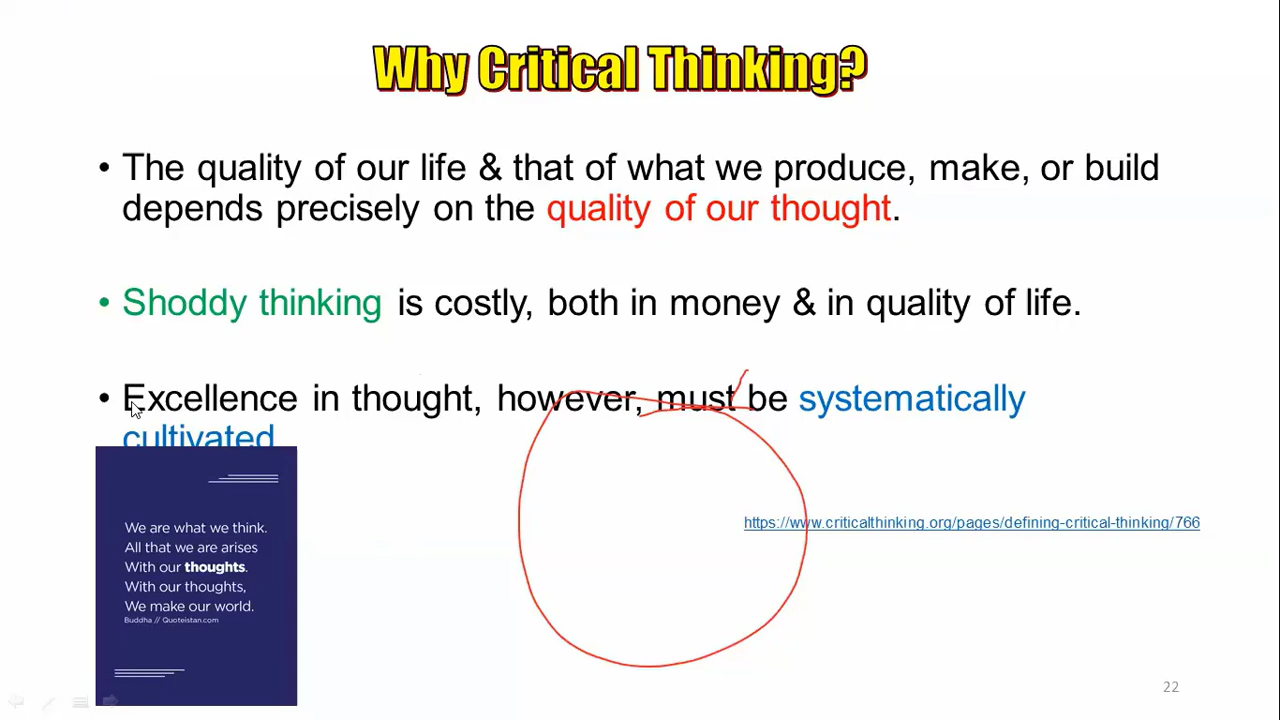 Why Critical Thinking?
• The quality of our life & that of what we produce, make, or build
depends precisely on the quality of our thought.
• Shoddy thinking is costly, both in money & in quality of life.
• Excellence in thought, however, must be systematically
cultivated
https://www.criticalthinking.org/pages/defining-critical-thinking/766
We are what we think.
All that we are arises
With our thoughts.
With our thoughts,
We make our world.
Buddha // Quoteistan.com
22